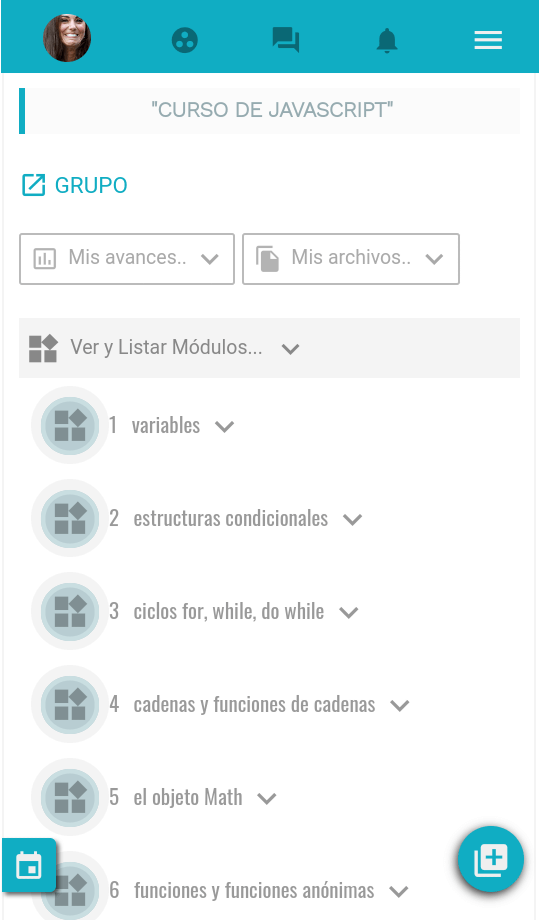 "CURSO DE JAVASCRIPT"
GRUPO
Mis avances.. Mis archivos..
Ver y Listar Módulos...
1 variables
2 estructuras condicionales
3 ciclos for, while, do while
4 cadenas y funciones de cadenas
5 el objeto Math
6 funciones y funciones anónimas